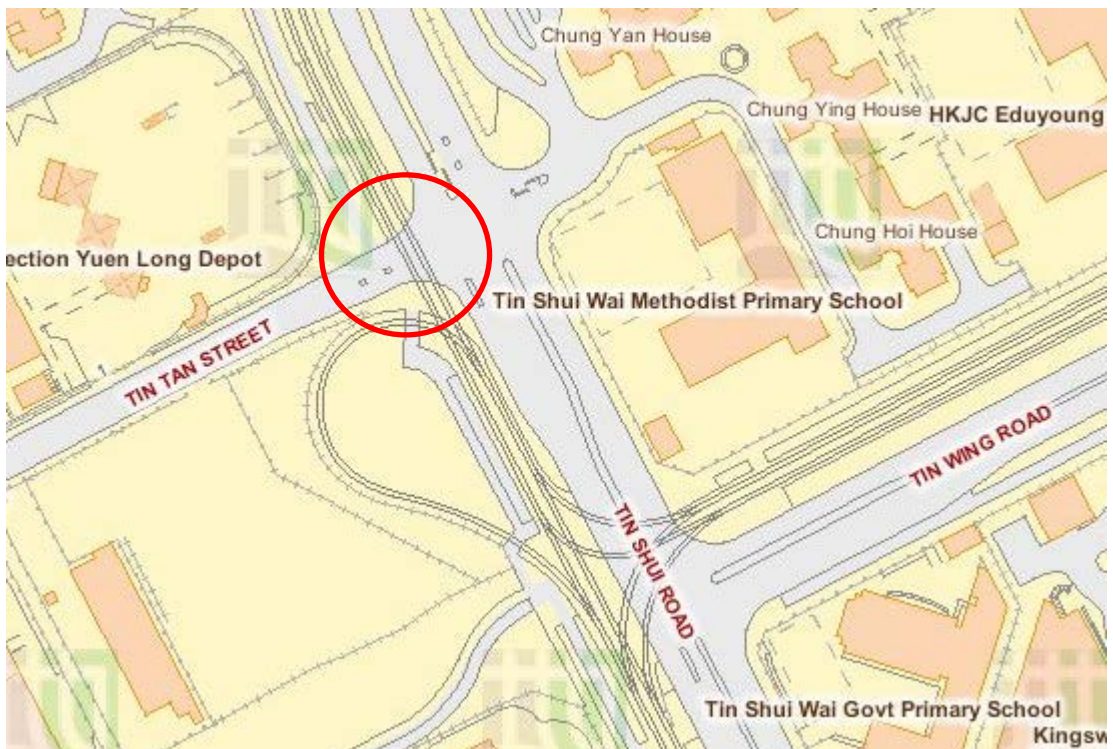 Chung Yan House
Chung Ying House
HKJC Eduyoung
Chung Hoi House
ection Yuen Long Depot
Tin Shui Wai Methodist Primary School
TIN TAN STREET
1
TIN WING ROAD
TIN SHUI ROAD
Tin Shui Wai Govt Primary School
Kingsw